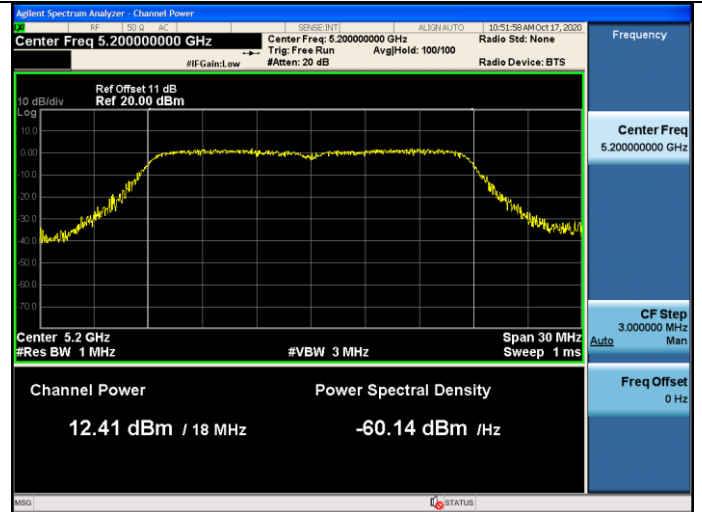 Agilent Spectrum Analyzer - Channel Power
RF 50 Ω AC SENSE:INT ALIGN AUTO 10:51:58 AM Oct 17, 2020
Center Freq 5.200000000 GHz Center Freq: 5.200000000 GHz Radio Std: None
Trig: Free Run Avg|Hold: 100/100
#IFGain:Low #Atten: 20 dB Radio Device: BTS
Frequency
Ref Offset 11 dB
10 dB/div Ref 20.00 dBm
Log
10.0
0.00
-10.0
-20.0
-30.0
-40.0
-60.0
-70.0
Center 5.2 GHz Span 30 MHz
#Res BW 1 MHz #VBW 3 MHz Sweep 1 ms
Center Freq
5.200000000 GHz
CF Step
3.000000 MHz
Auto Man
Freq Offset
0 Hz
Channel Power Power Spectral Density
12.41 dBm / 18 MHz -60.14 dBm /Hz
MSG STATUS